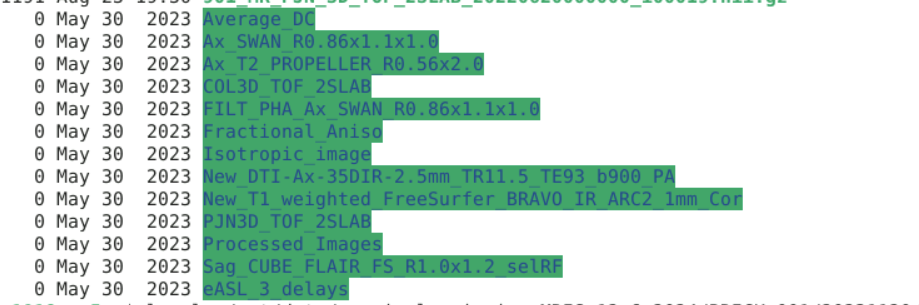 0 May 30 2023 Average_DC
0 May 30 2023 Ax_SWAN_R0.86x1.1x1.0
0 May 30 2023 Ax_T2_PROPELLER_R0.56x2.0
0 May 30 2023 COL3D_TOF_2SLAB
0 May 30 2023 FILT_PHA_Ax_SWAN_R0.86x1.1x1.0
0 May 30 2023 Fractional_Aniso
0 May 30 2023 Isotropic_image
0 May 30 2023 New_DTI-Ax-35DIR-2.5mm_TR11.5_TE93_b900_PA
0 May 30 2023 New_T1_weighted_FreeSurfer_BRAVO_IR_ARC2_1mm_Cor
0 May 30 2023 PJN3D_TOF_2SLAB
0 May 30 2023 Processed_Images
0 May 30 2023 Sag_CUBE_FLAIR_FS_R1.0x1.2_selRF
0 May 30 2023 eASL_3_delays